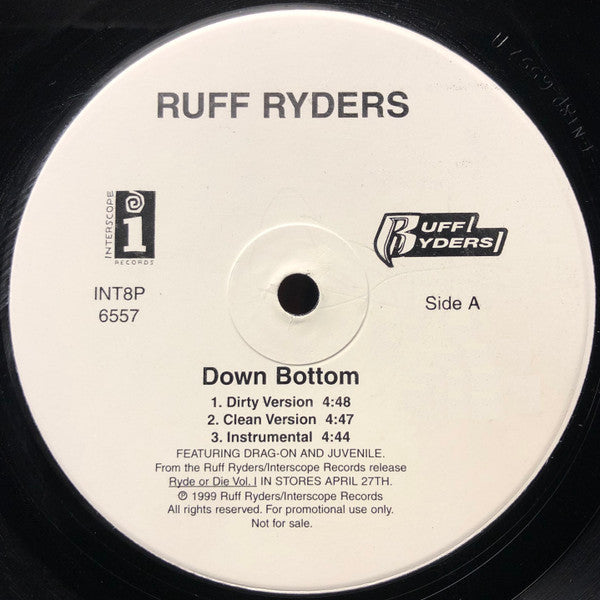 RUFF RYDERS
INTERSCOPE
i
RECORDS
RUFF
RYDERS
INT8P
6557
Side A
Down Bottom
1. Dirty Version 4:48
2. Clean Version 4:47
3. Instrumental 4:44
FEATURING DRAG-ON AND JUVENILE.
From the Ruff Ryders/Interscope Records release
Ryde or Die Vol. I IN STORES APRIL 27TH.
℗ 1999 Ruff Ryders/Interscope Records
All rights reserved. For promotional use only.
Not for sale.